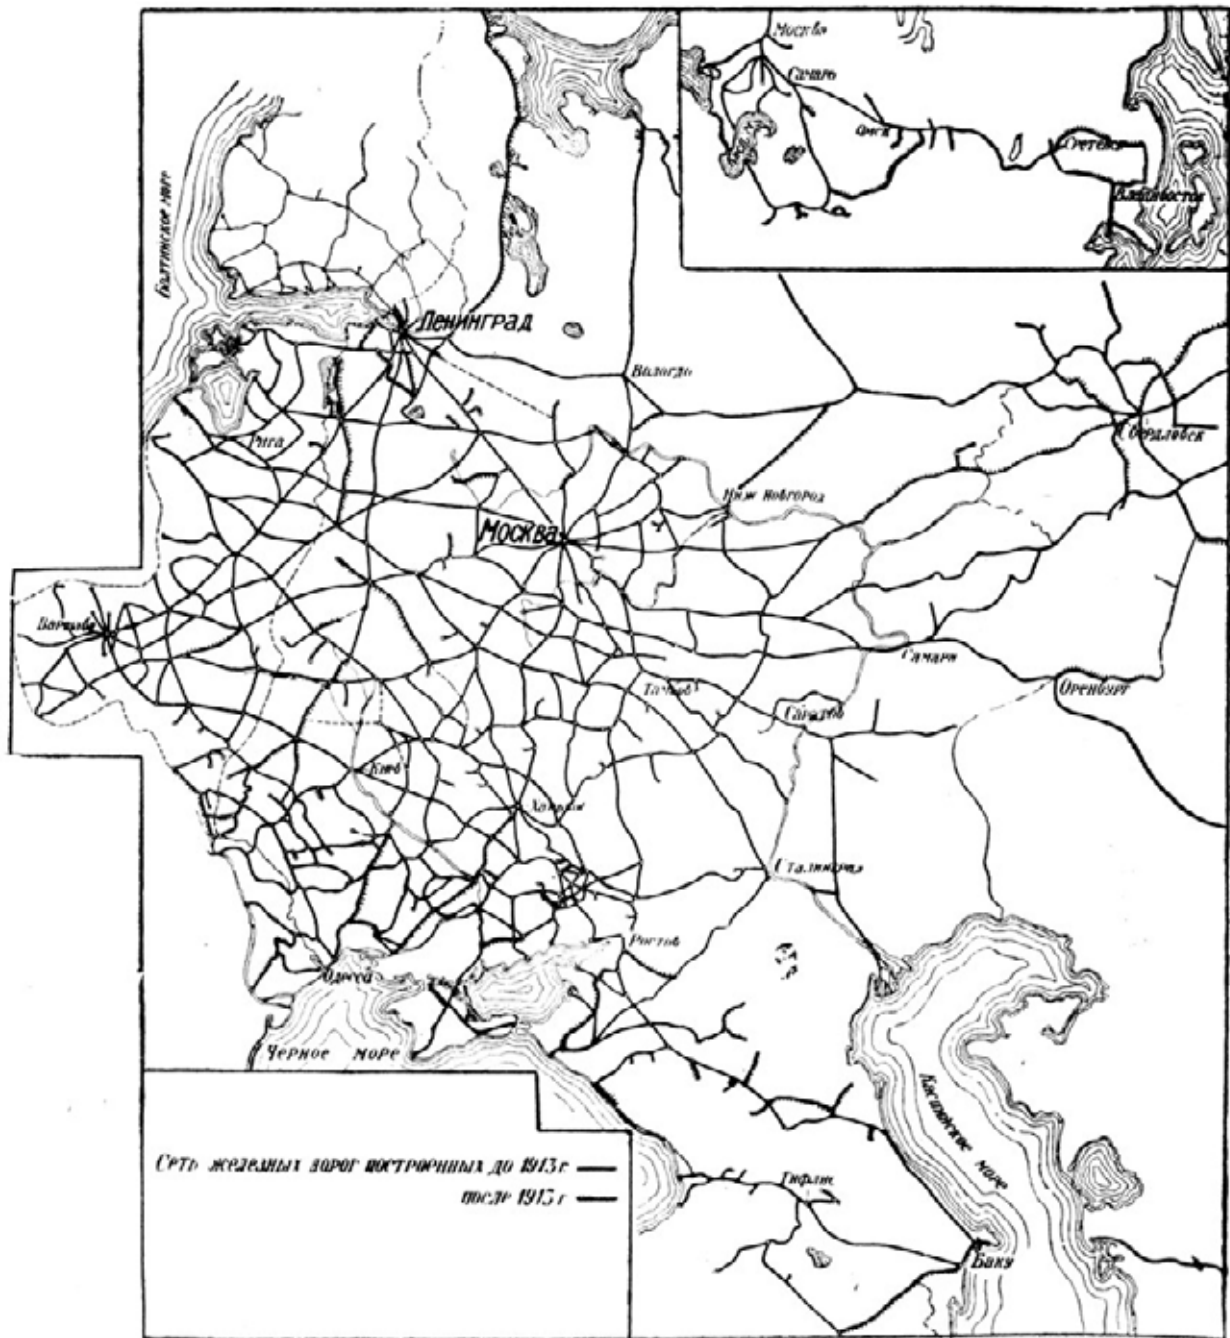 Москва
Самара
Омск
Сретенск
Владивосток
Балтийское море
Ленинград
Вологда
Рига
Свердловск
Ниж Новгород
Москва
Варшава
Самара
Тамбов
Оренбург
Саратов
Киев
Харьков
Сталинград
Ростов
Одесса
Черное море
Каспийское море
Сеть железных дорог построенных до 1913 г
после 1913 г
Тифлис
Баку